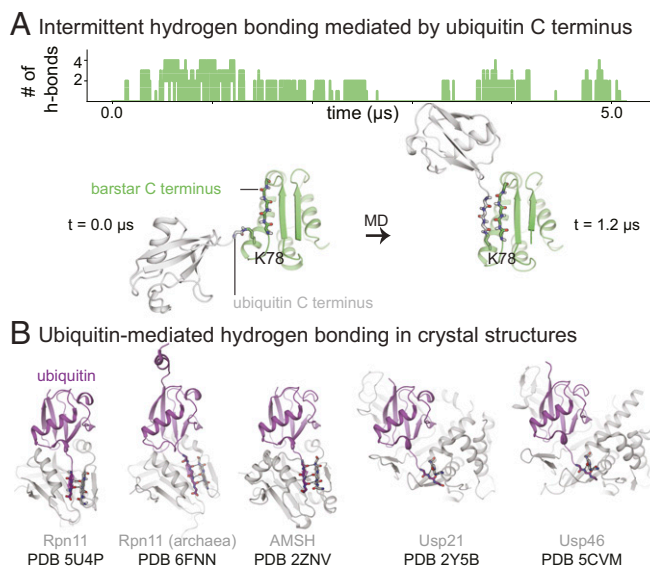 A Intermittent hydrogen bonding mediated by ubiquitin C terminus
# of
h-bonds
4
2
0.0
time (µs)
5.0
barstar C terminus
t = 0.0 µs
K78
ubiquitin C terminus
MD
K78
t = 1.2 µs
B Ubiquitin-mediated hydrogen bonding in crystal structures
ubiquitin
Rpn11 Rpn11 (archaea) AMSH Usp21 Usp46
PDB 5U4P PDB 6FNN PDB 2ZNV PDB 2Y5B PDB 5CVM